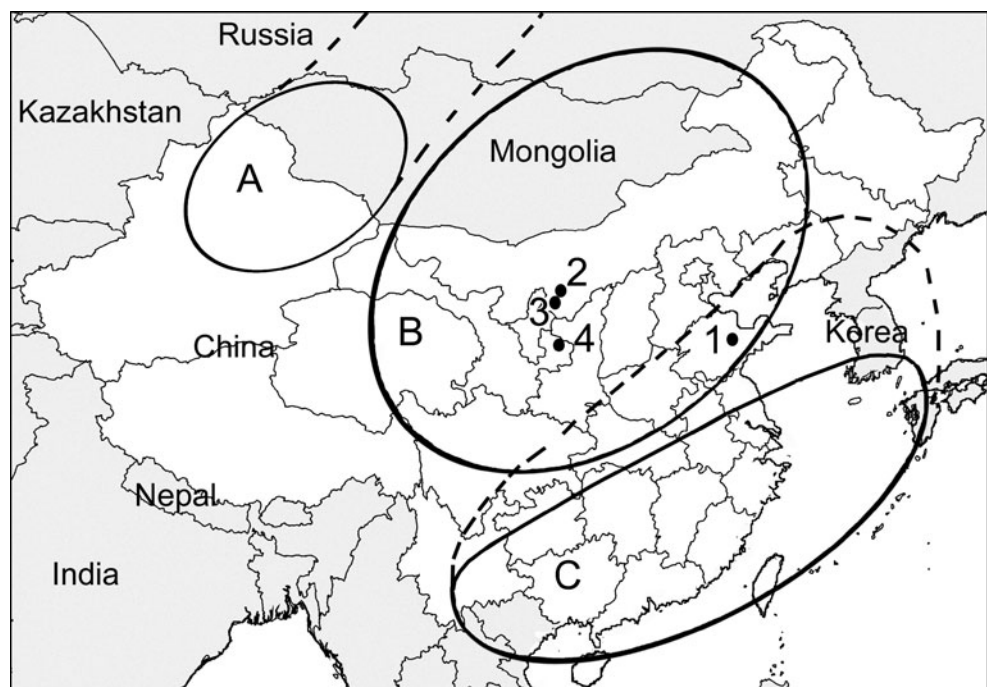 Russia
Kazakhstan
Mongolia
A
2
3
B
China
4
1
Korea
Nepal
India
C